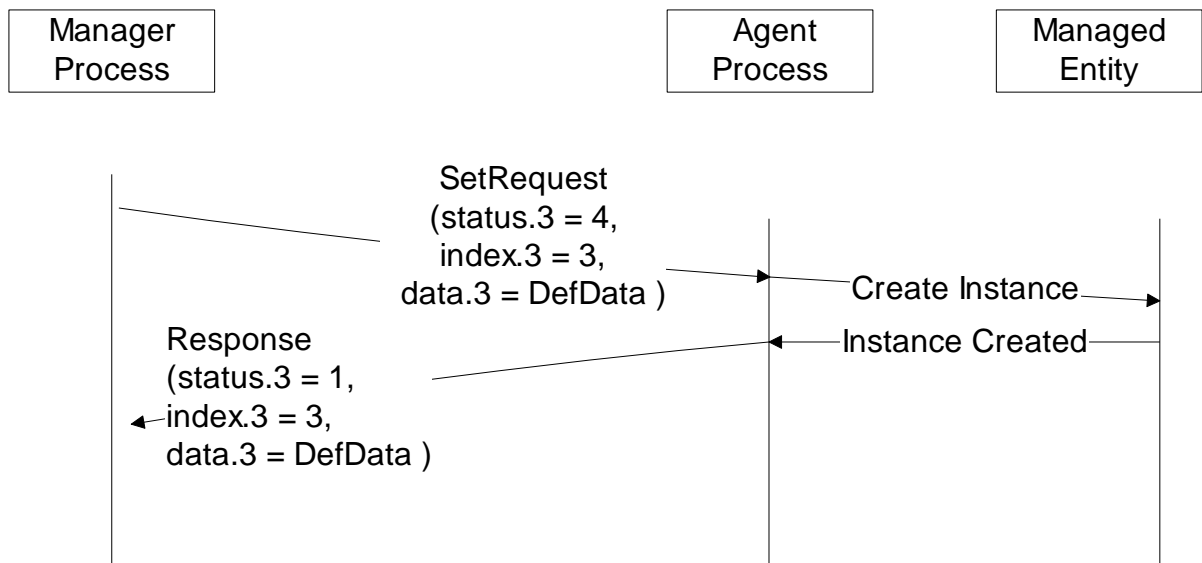 Manager
Process
Agent
Process
Managed
Entity
SetRequest
(status.3 = 4,
index.3 = 3,
data.3 = DefData )
Create Instance
Response
(status.3 = 1,
index.3 = 3,
data.3 = DefData )
Instance Created